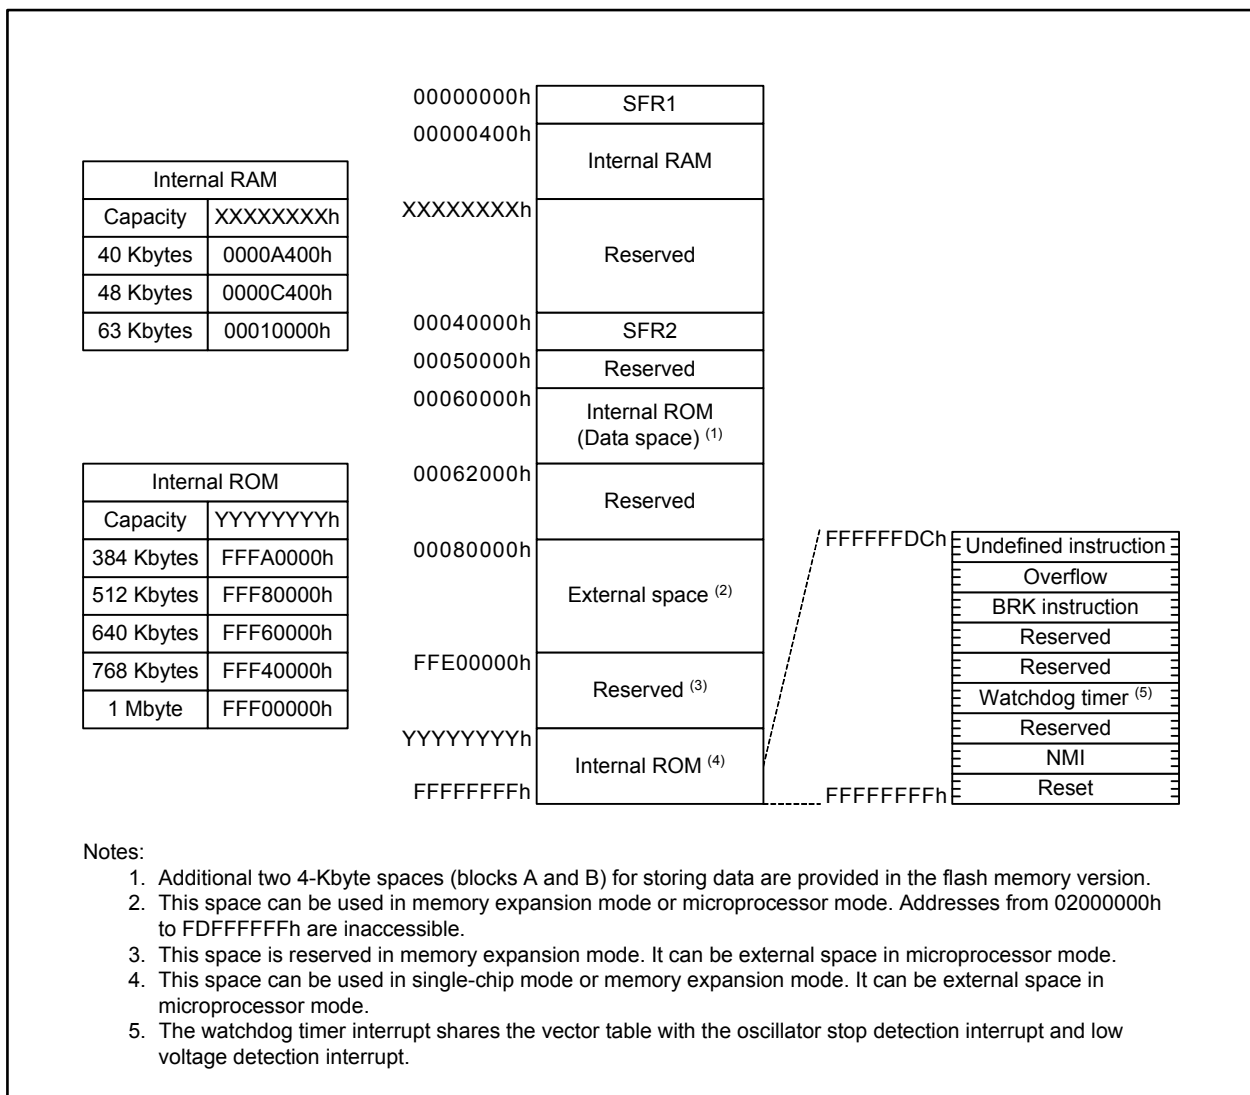 00000000h
SFR1
00000400h
Internal RAM
XXXXXXXXh
Reserved
00040000h
SFR2
00050000h
Reserved
00060000h
Internal ROM
(Data space) (1)
00062000h
Reserved
00080000h
External space (2)
FFE00000h
Reserved (3)
YYYYYYYYh
Internal ROM (4)
FFFFFFFFh
Internal RAM
Capacity XXXXXXXXh
40 Kbytes 0000A400h
48 Kbytes 0000C400h
63 Kbytes 00010000h
Internal ROM
Capacity YYYYYYYYh
384 Kbytes FFFA0000h
512 Kbytes FFF80000h
640 Kbytes FFF60000h
768 Kbytes FFF40000h
1 Mbyte FFF00000h
FFFFFFDCh
Undefined instruction
Overflow
BRK instruction
Reserved
Reserved
Watchdog timer (5)
Reserved
NMI
Reset
FFFFFFFFh
Notes:
1. Additional two 4-Kbyte spaces (blocks A and B) for storing data are provided in the flash memory version.
2. This space can be used in memory expansion mode or microprocessor mode. Addresses from 02000000h
to FDFFFFFFh are inaccessible.
3. This space is reserved in memory expansion mode. It can be external space in microprocessor mode.
4. This space can be used in single-chip mode or memory expansion mode. It can be external space in
microprocessor mode.
5. The watchdog timer interrupt shares the vector table with the oscillator stop detection interrupt and low
voltage detection interrupt.